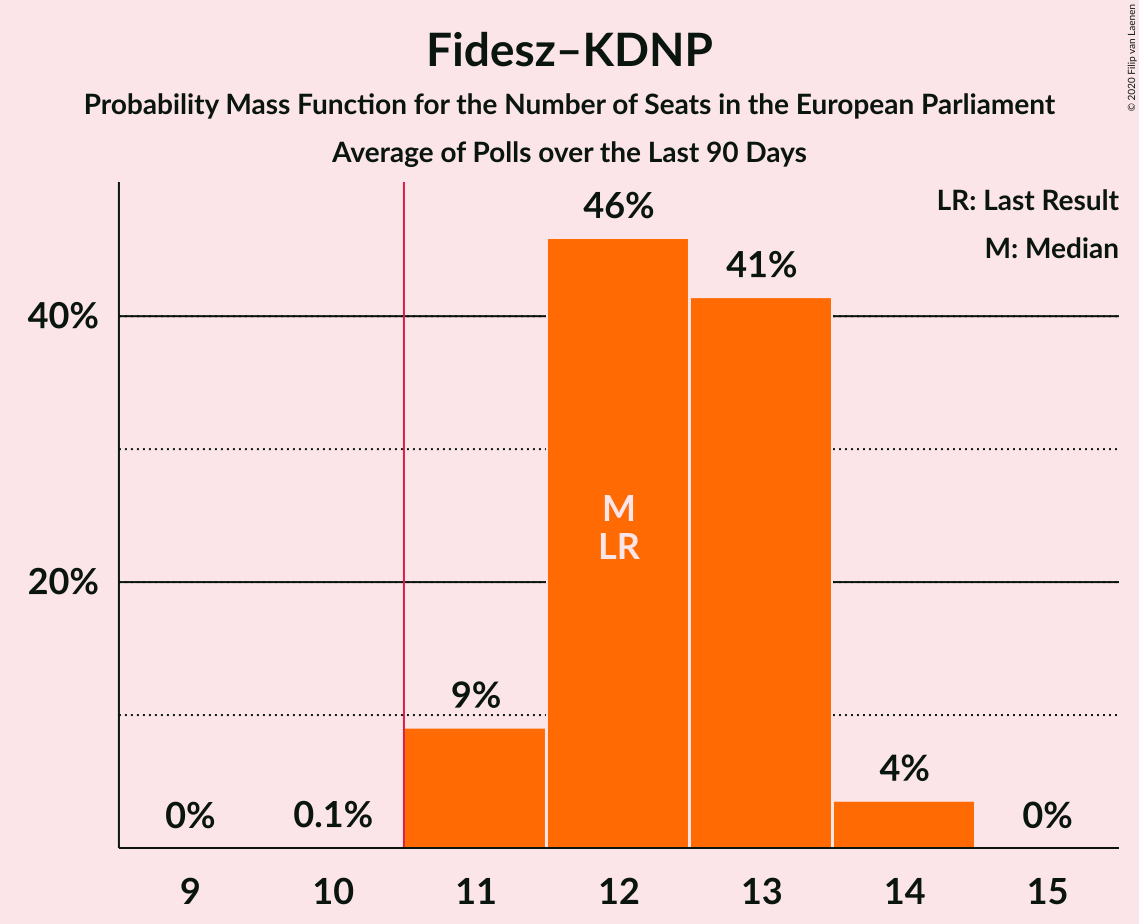 Fidesz–KDNP
Probability Mass Function for the Number of Seats in the European Parliament
Average of Polls over the Last 90 Days
© 2020 Filip van Laenen
LR: Last Result
M: Median
40%
20%
0%
0.1%
9%
46%
41%
4%
0%
M
LR
9
10
11
12
13
14
15